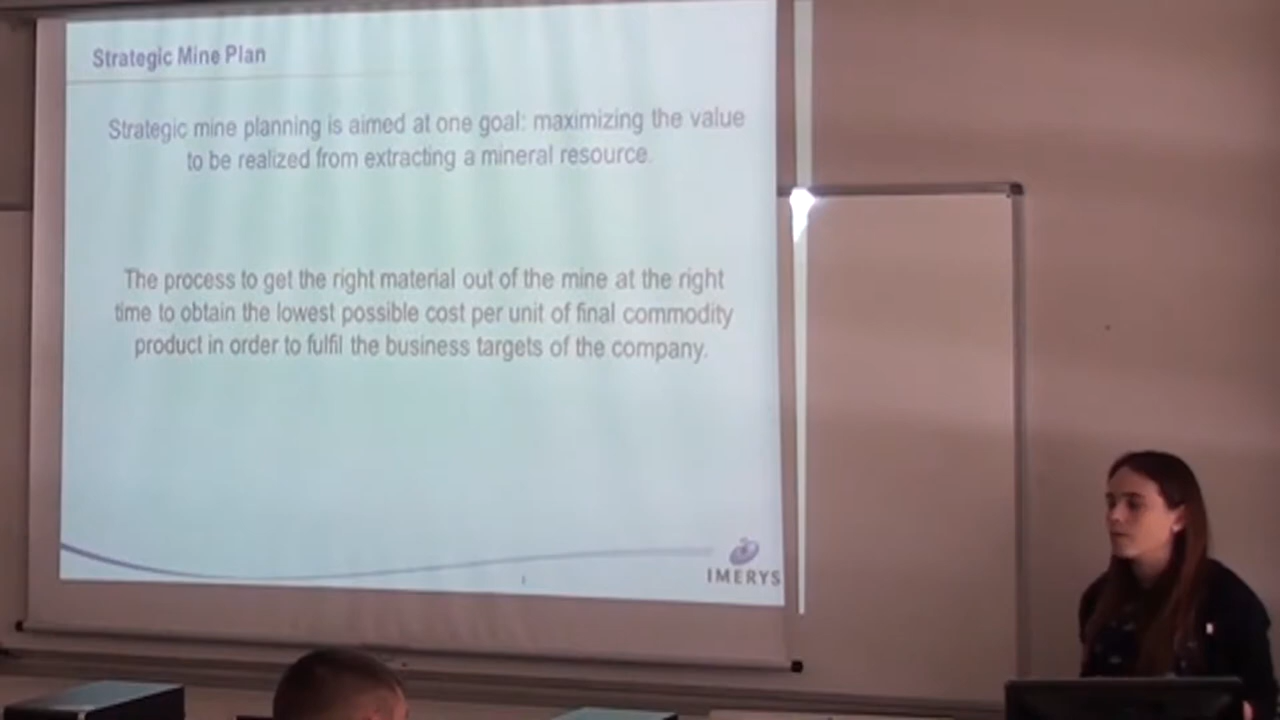 Strategic Mine Plan
Strategic mine planning is aimed at one goal: maximizing the value
to be realized from extracting a mineral resource.
The process to get the right material out of the mine at the right
time to obtain the lowest possible cost per unit of final commodity
product in order to fulfil the business targets of the company.
IMERYS